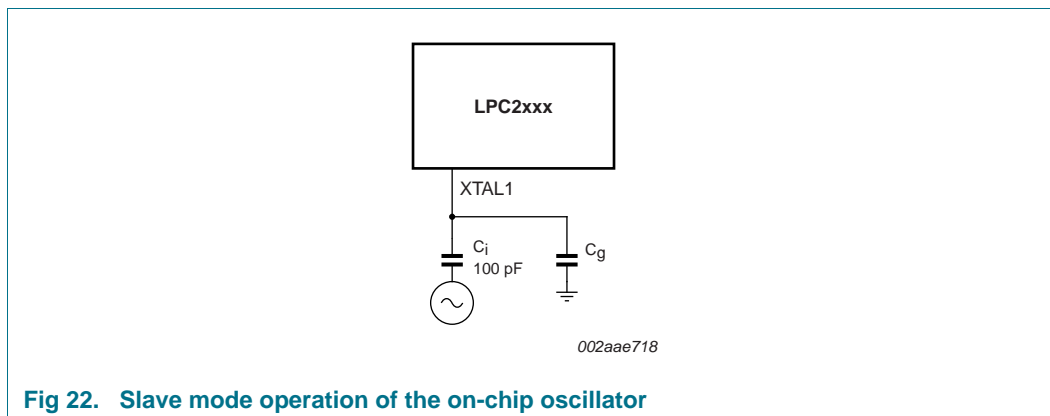 LPC2xxx
XTAL1
Ci
100 pF
Cg
002aae718
Fig 22. Slave mode operation of the on-chip oscillator